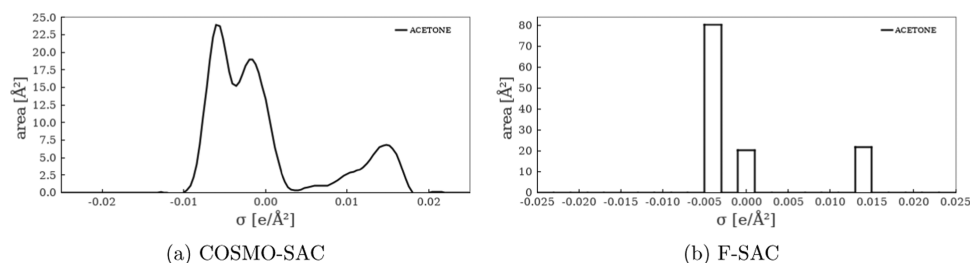 25.0
22.5
20.0
17.5
15.0
12.5
10.0
7.5
5.0
2.5
0.0
area [Å²]
ACETONE
-0.02 -0.01 0.00 0.01 0.02
σ [e/Å²]
(a) COSMO-SAC
80
70
60
50
40
30
20
10
0
area [Å²]
ACETONE
-0.025 -0.020 -0.015 -0.010 -0.005 0.000 0.005 0.010 0.015 0.020 0.025
σ [e/Å²]
(b) F-SAC